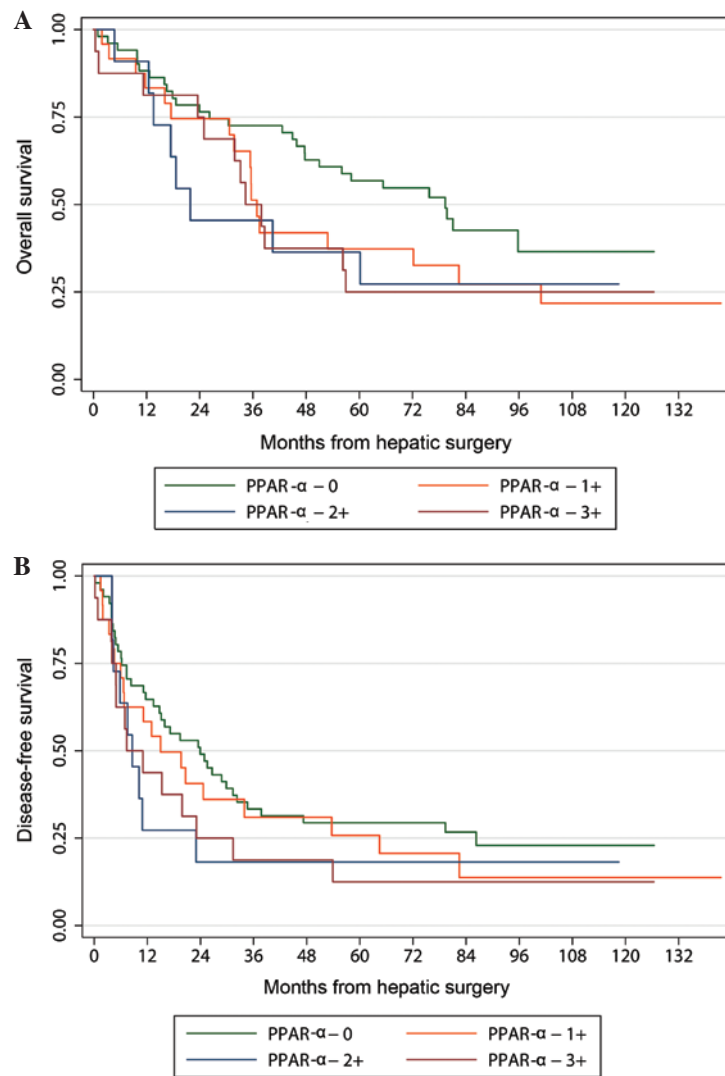 A
1.00
0.75
0.50
0.25
0.00
Overall survival
0 12 24 36 48 60 72 84 96 108 120 132
Months from hepatic surgery
PPAR-α – 0 PPAR-α – 1+
PPAR-α – 2+ PPAR-α – 3+
B
1.00
0.75
0.50
0.25
0.00
Disease-free survival
0 12 24 36 48 60 72 84 96 108 120 132
Months from hepatic surgery
PPAR-α – 0 PPAR-α – 1+
PPAR-α – 2+ PPAR-α – 3+